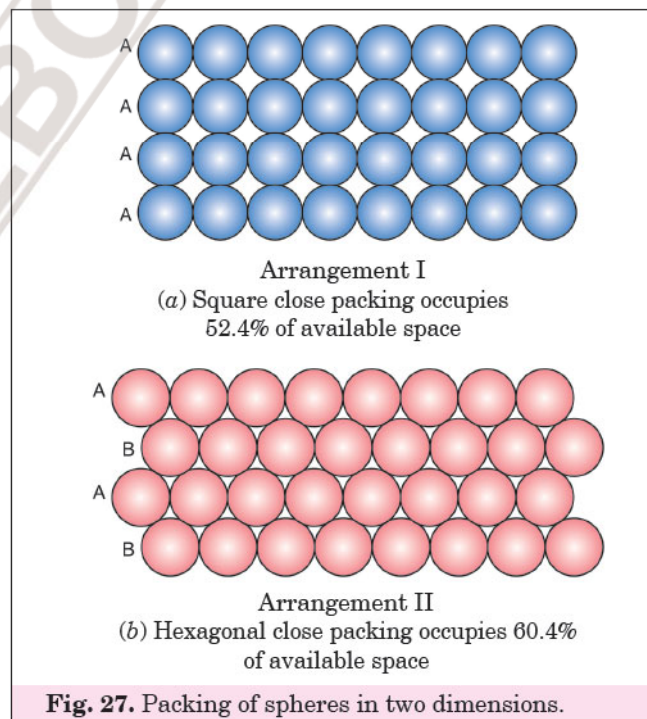 A
A
A
A
Arrangement I
(a) Square close packing occupies
52.4% of available space
A
B
A
B
Arrangement II
(b) Hexagonal close packing occupies 60.4%
of available space
Fig. 27. Packing of spheres in two dimensions.